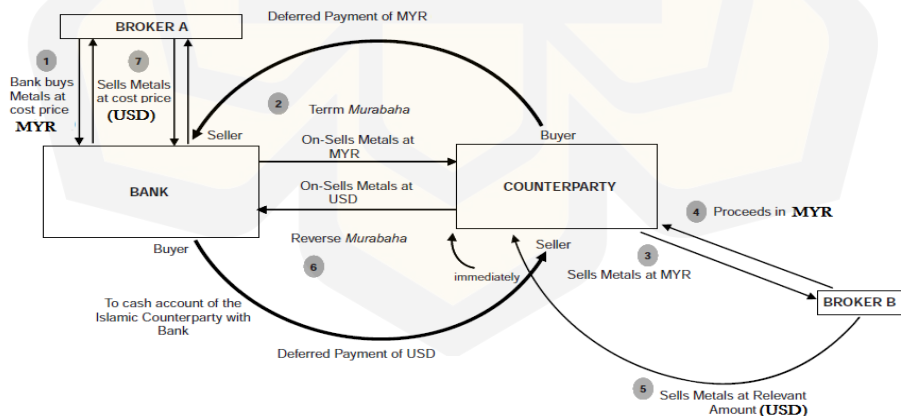 Deferred Payment of MYR
BROKER A
1
7
Bank buys
Metals at
cost price
MYR
Sells Metals
at cost price
(USD)
2
Terrm Murabaha
Seller
Buyer
On-Sells Metals at
MYR
BANK
COUNTERPARTY
On-Sells Metals at
USD
4
Proceeds in MYR
Buyer
Reverse Murabaha
6
Seller
immediately
3
Sells Metals at MYR
To cash account of the
Islamic Counterparty with
Bank
BROKER B
Deferred Payment of USD
5
Sells Metals at Relevant
Amount (USD)